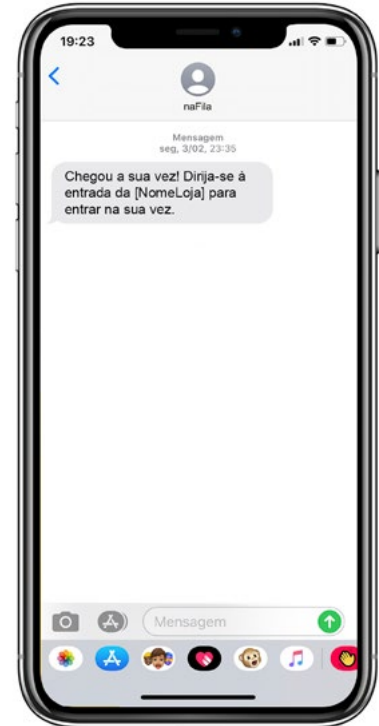 19:23
naFila
Mensagem
seg, 3/02, 23:35
Chegou a sua vez! Dirija-se à
entrada da [NomeLoja] para
entrar na sua vez.
Mensagem